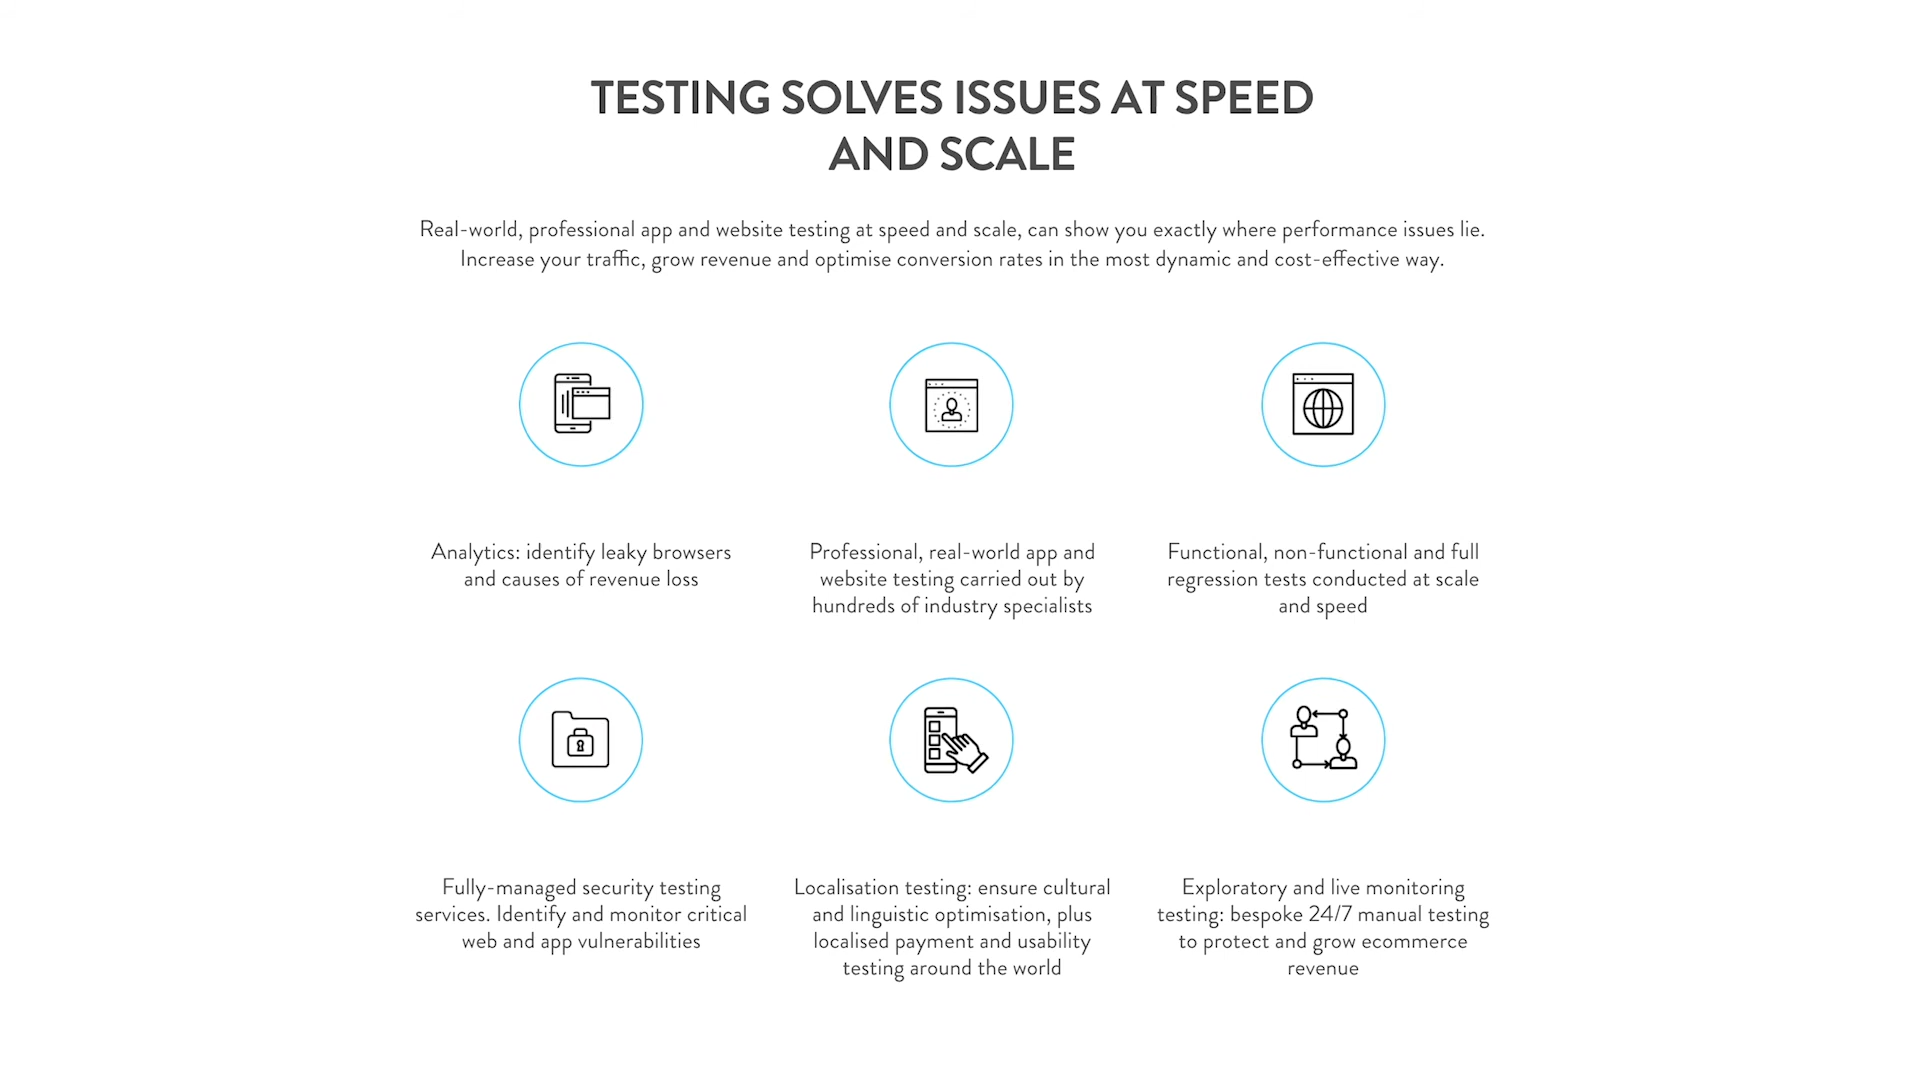 TESTING SOLVES ISSUES AT SPEED
AND SCALE
Real-world, professional app and website testing at speed and scale, can show you exactly where performance issues lie.
Increase your traffic, grow revenue and optimise conversion rates in the most dynamic and cost-effective way.
Analytics: identify leaky browsers
and causes of revenue loss
Professional, real-world app and
website testing carried out by
hundreds of industry specialists
Functional, non-functional and full
regression tests conducted at scale
and speed
Fully-managed security testing
services. Identify and monitor critical
web and app vulnerabilities
Localisation testing: ensure cultural
and linguistic optimisation, plus
localised payment and usability
testing around the world
Exploratory and live monitoring
testing: bespoke 24/7 manual testing
to protect and grow ecommerce
revenue